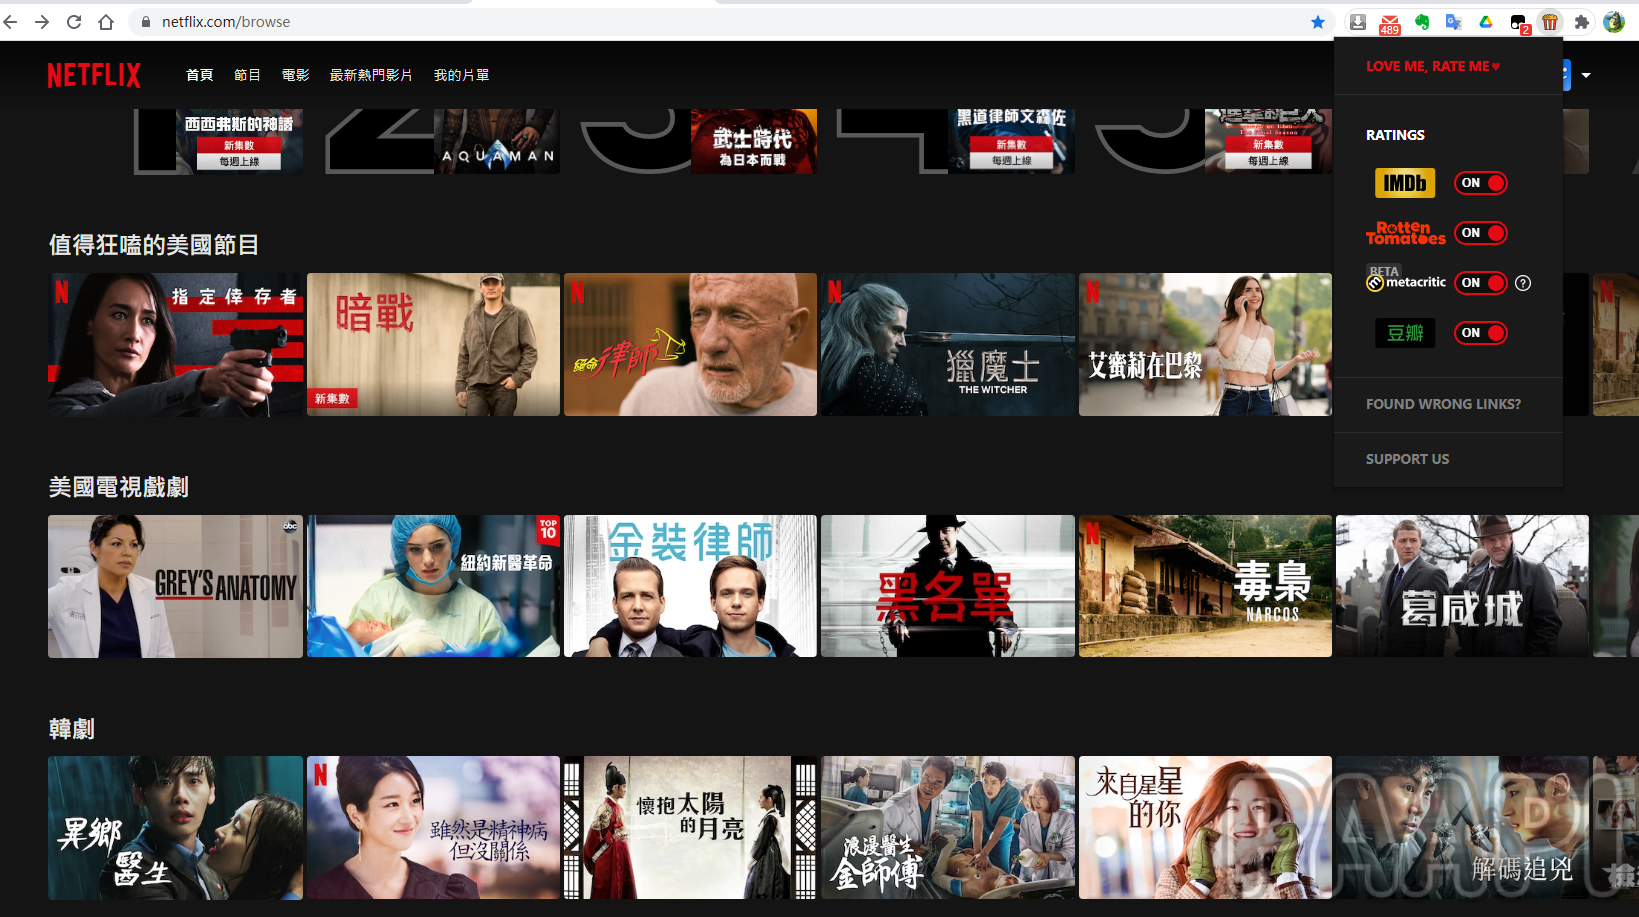 netflix.com/browse
489
2
NETFLIX
首頁 節目 電影 最新熱門影片 我的片單
LOVE ME, RATE ME♥
RATINGS
IMDb ON
Rotten Tomatoes ON
BETA
metacritic ON ?
豆瓣 ON
FOUND WRONG LINKS?
SUPPORT US
西西弗斯的神話
新集數
每週上線
2
AQUAMAN
3
武士時代
為日本而戰
4
黑道律師文森佐
新集數
每週上線
5
新集數
每週上線
值得狂嗑的美國節目
N 指定倖存者
暗戰
新集數
N 絕命律師
N 獵魔士
THE WITCHER
N 艾蜜莉在巴黎
N
美國電視戲劇
abc
GREY'S ANATOMY
TOP 10
紐約新醫革命
金裝律師
黑名單
N 毒梟
NARCOS
葛咸城
韓劇
異鄉醫生
N 雖然是精神病
但沒關係
懷抱太陽
的月亮
浪漫醫生
金師傅
來自星星
的你
解碼追兇